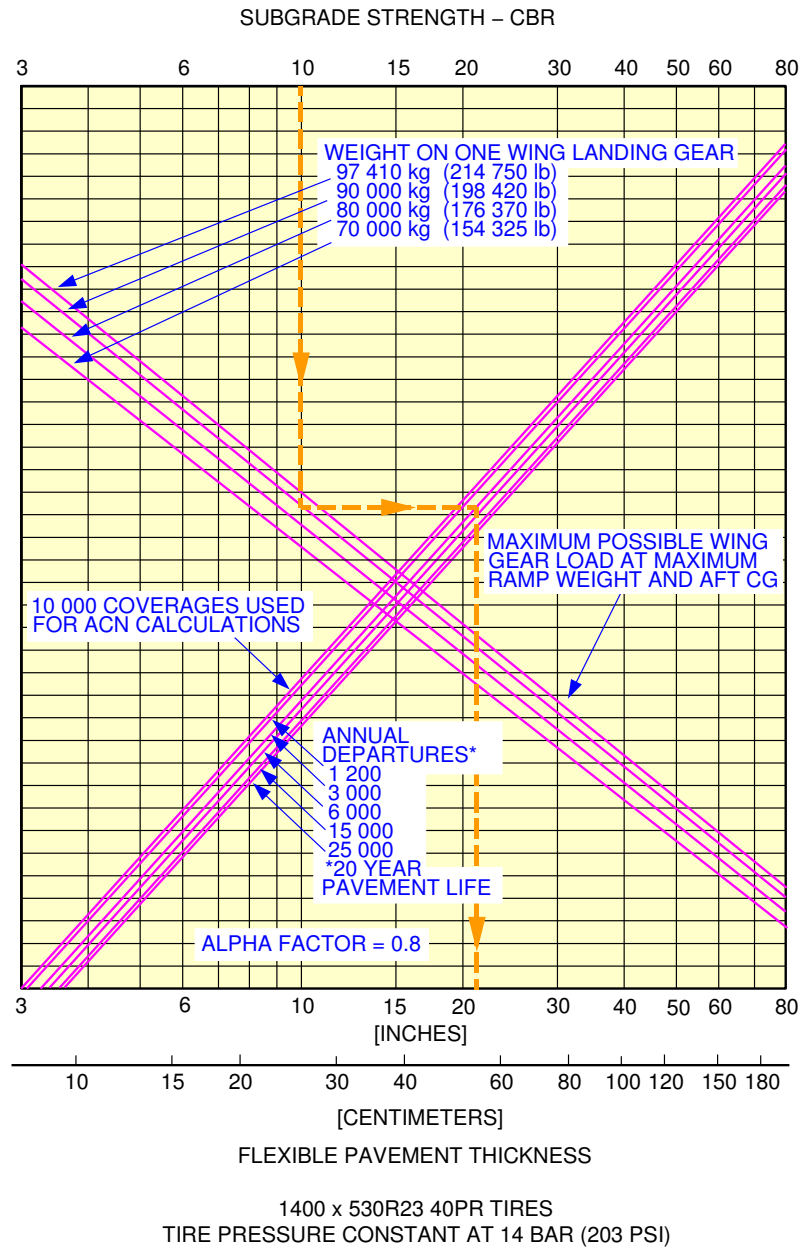 SUBGRADE STRENGTH – CBR
3 6 10 15 20 30 40 50 60 80
WEIGHT ON ONE WING LANDING GEAR
97 410 kg (214 750 lb)
90 000 kg (198 420 lb)
80 000 kg (176 370 lb)
70 000 kg (154 325 lb)
MAXIMUM POSSIBLE WING
GEAR LOAD AT MAXIMUM
RAMP WEIGHT AND AFT CG
10 000 COVERAGES USED
FOR ACN CALCULATIONS
ANNUAL
DEPARTURES*
1 200
3 000
6 000
15 000
25 000
*20 YEAR
PAVEMENT LIFE
ALPHA FACTOR = 0.8
3 6 10 15 20 30 40 50 60 80
[INCHES]
10 15 20 30 40 60 80 100 120 150 180
[CENTIMETERS]
FLEXIBLE PAVEMENT THICKNESS
1400 x 530R23 40PR TIRES
TIRE PRESSURE CONSTANT AT 14 BAR (203 PSI)